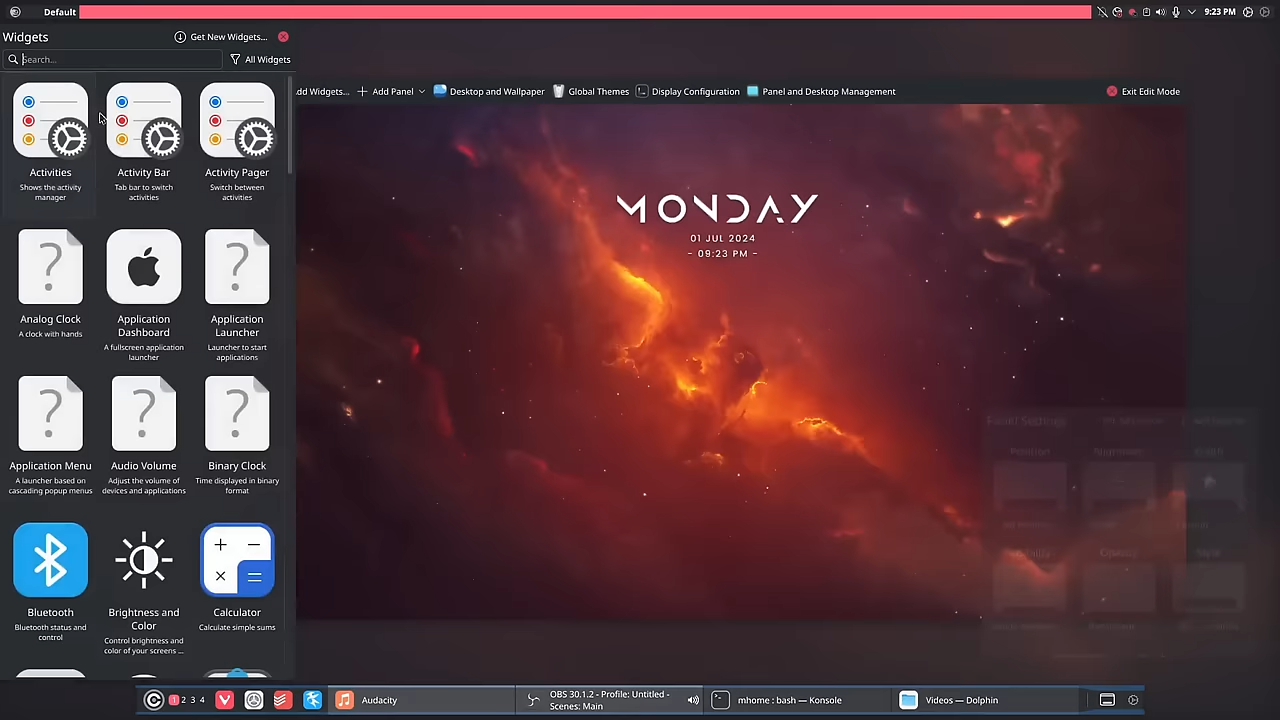 Default
9:23 PM
Widgets
Get New Widgets...
Search...
All Widgets
dd Widgets...
Add Panel
Desktop and Wallpaper
Global Themes
Display Configuration
Panel and Desktop Management
Exit Edit Mode
Activities
Shows the activity
manager
Activity Bar
Tab bar to switch
activities
Activity Pager
Switch between
activities
MONDAY
01 JUL 2024
- 09:23 PM -
Analog Clock
A clock with hands
Application
Dashboard
A fullscreen application
launcher
Application
Launcher
Launcher to start
applications
Application Menu
A launcher based on
cascading popup menus
Audio Volume
Adjust the volume of
devices and applications
Binary Clock
Time displayed in binary
format
Panel Settings
Position
Bluetooth
Bluetooth status and
control
Brightness and
Color
Control brightness and
color of your screens ...
Calculator
Calculate simple sums
1 2 3 4
Audacity
OBS 30.1.2 - Profile: Untitled -
Scenes: Main
mhome : bash — Konsole
Videos — Dolphin